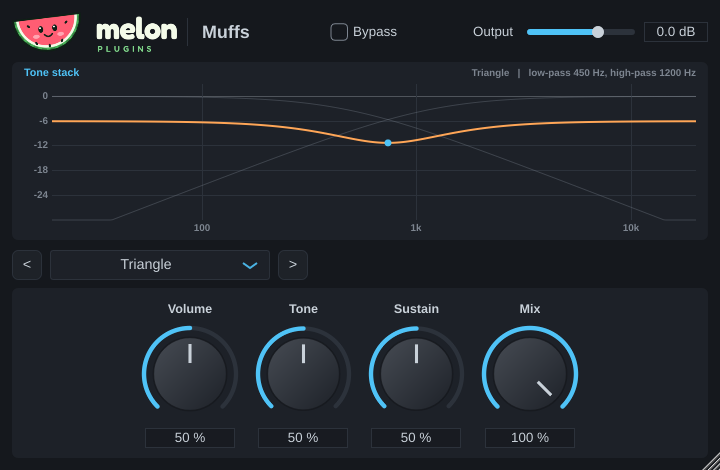 melon
PLUGINS
Muffs
Bypass
Output
0.0 dB
Tone stack
Triangle | low-pass 450 Hz, high-pass 1200 Hz
0
-6
-12
-18
-24
100
1k
10k
<
Triangle
>
Volume
Tone
Sustain
Mix
50 %
50 %
50 %
100 %